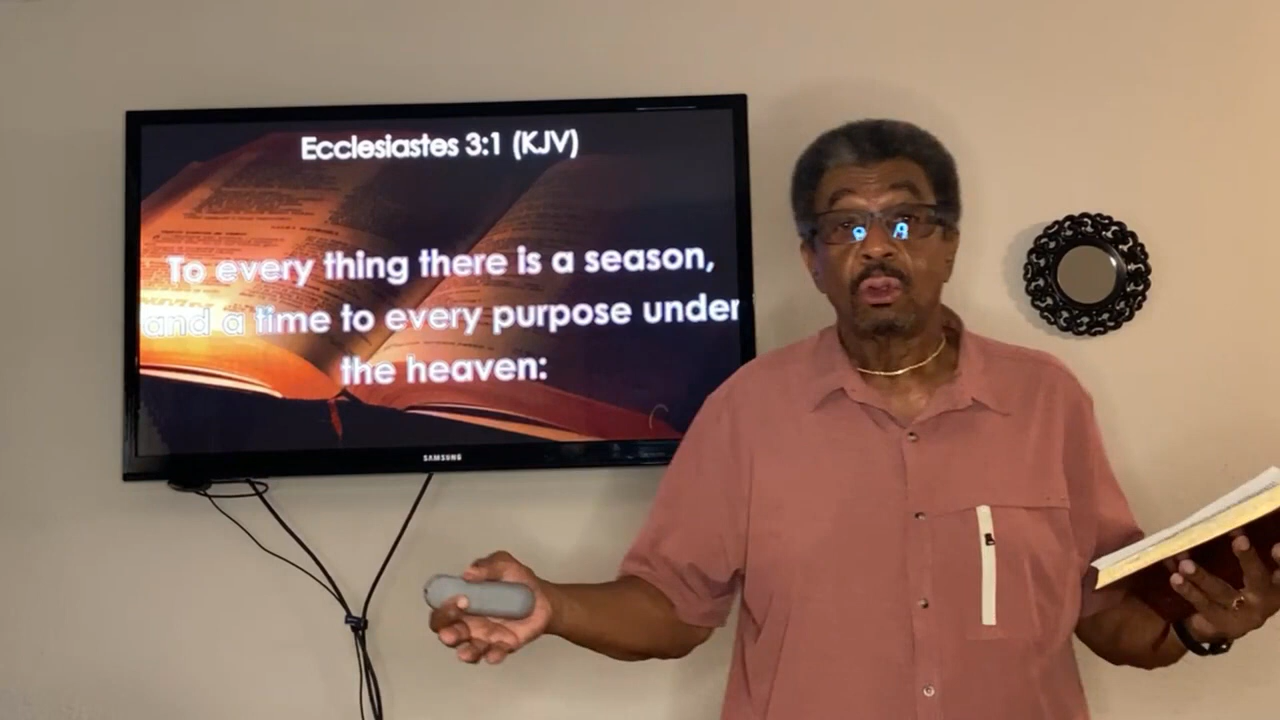 Ecclesiastes 3:1 (KJV)
To every thing there is a season,
and a time to every purpose under
the heaven:
SAMSUNG